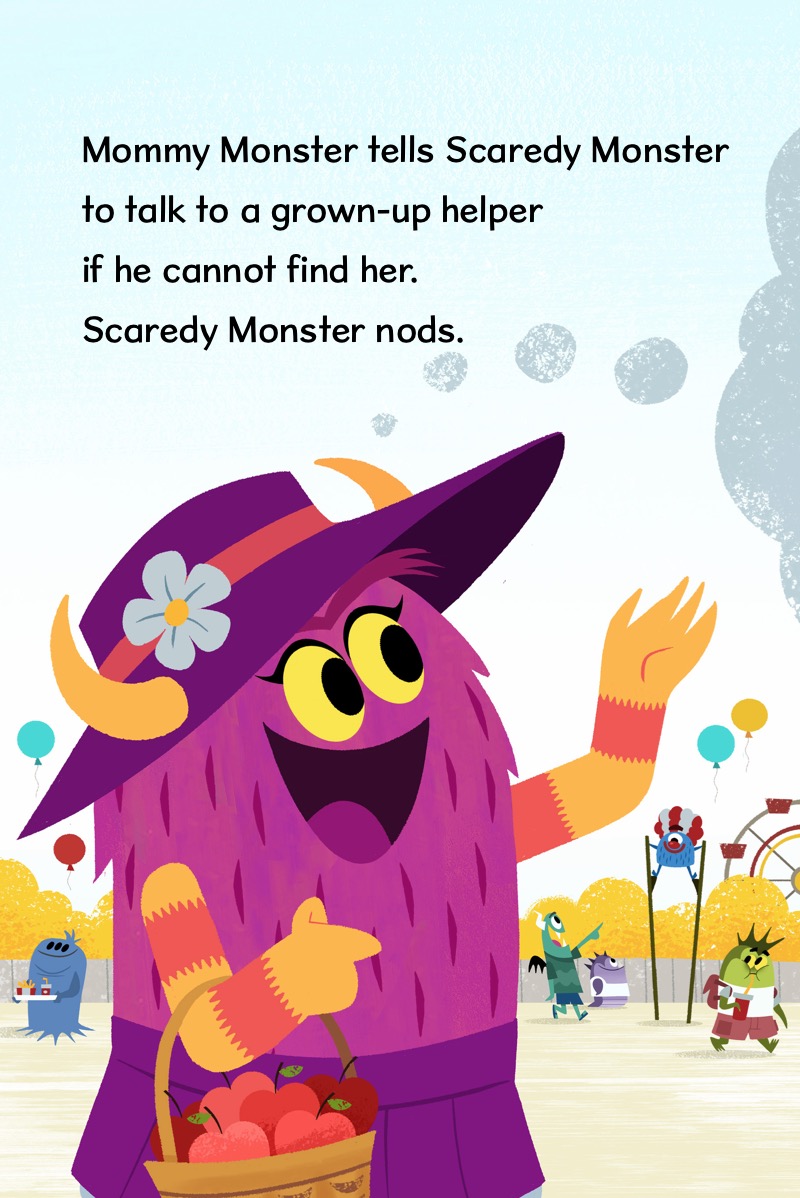 Mommy Monster tells Scaredy Monster
to talk to a grown-up helper
if he cannot find her.
Scaredy Monster nods.